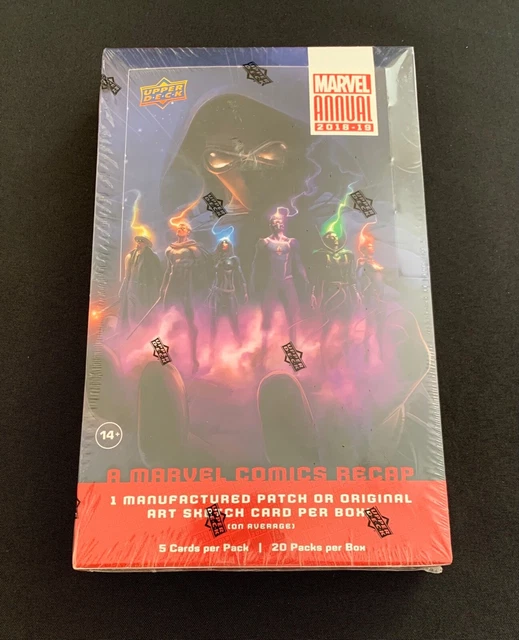 UPPER
D·E·C·K
MARVEL
ANNUAL
2018-19
14+
A MARVEL COMICS RECAP
1 MANUFACTURED PATCH OR ORIGINAL
ART SKETCH CARD PER BOX
(ON AVERAGE)
5 Cards per Pack | 20 Packs per Box